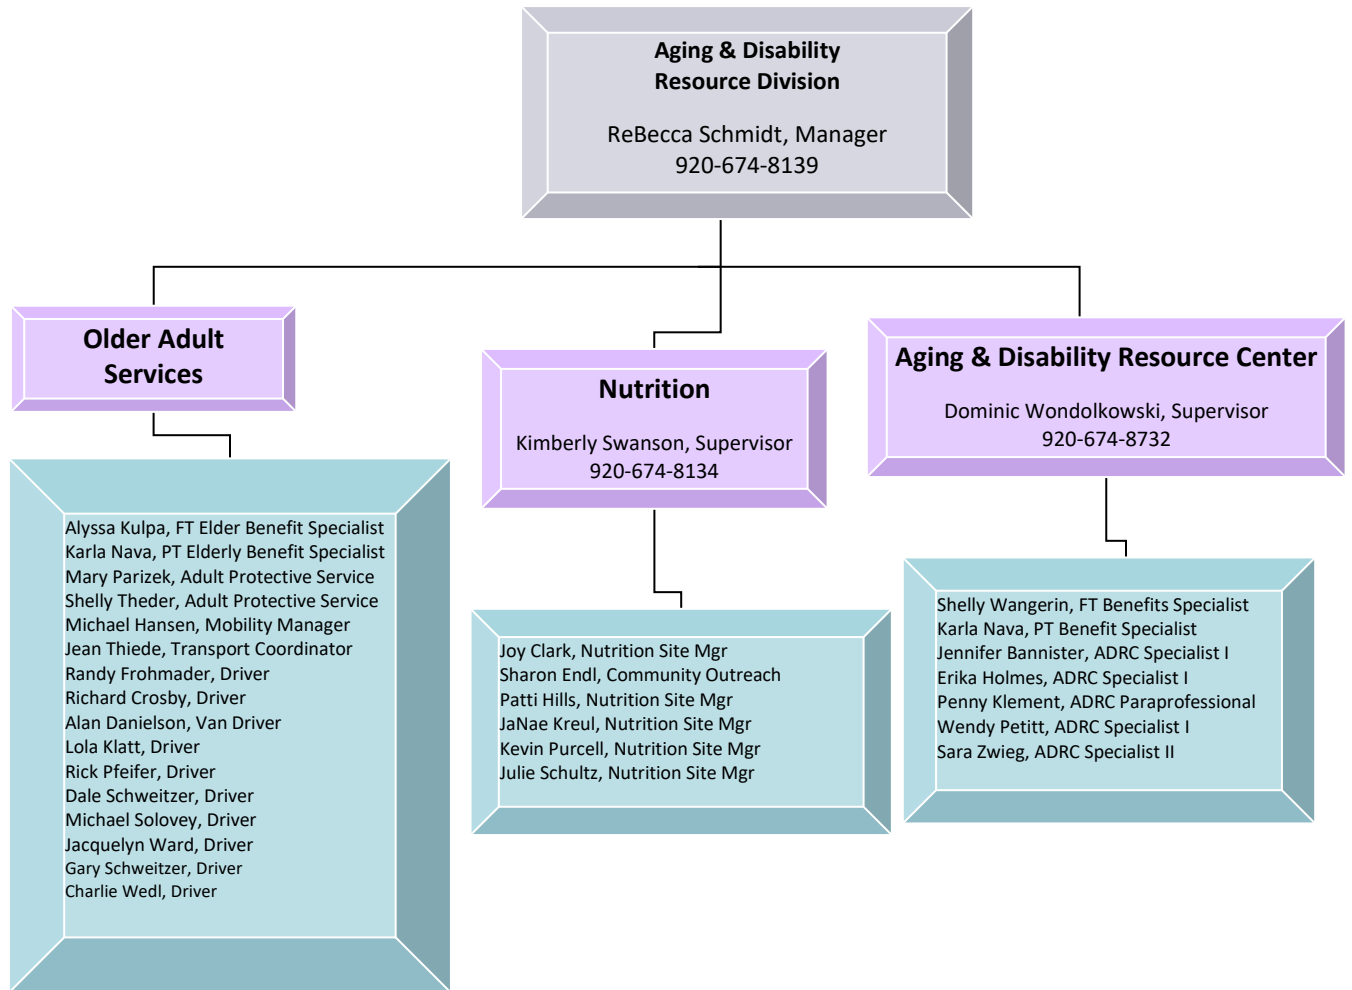 Aging & Disability
Resource Division
ReBecca Schmidt, Manager
920-674-8139
Older Adult
Services
Alyssa Kulpa, FT Elder Benefit Specialist
Karla Nava, PT Elderly Benefit Specialist
Mary Parizek, Adult Protective Service
Shelly Theder, Adult Protective Service
Michael Hansen, Mobility Manager
Jean Thiede, Transport Coordinator
Randy Frohmader, Driver
Richard Crosby, Driver
Alan Danielson, Van Driver
Lola Klatt, Driver
Rick Pfeifer, Driver
Dale Schweitzer, Driver
Michael Solovey, Driver
Jacquelyn Ward, Driver
Gary Schweitzer, Driver
Charlie Wedl, Driver
Nutrition
Kimberly Swanson, Supervisor
920-674-8134
Joy Clark, Nutrition Site Mgr
Sharon Endl, Community Outreach
Patti Hills, Nutrition Site Mgr
JaNae Kreul, Nutrition Site Mgr
Kevin Purcell, Nutrition Site Mgr
Julie Schultz, Nutrition Site Mgr
Aging & Disability Resource Center
Dominic Wondolkowski, Supervisor
920-674-8732
Shelly Wangerin, FT Benefits Specialist
Karla Nava, PT Benefit Specialist
Jennifer Bannister, ADRC Specialist I
Erika Holmes, ADRC Specialist I
Penny Klement, ADRC Paraprofessional
Wendy Petitt, ADRC Specialist I
Sara Zwieg, ADRC Specialist II